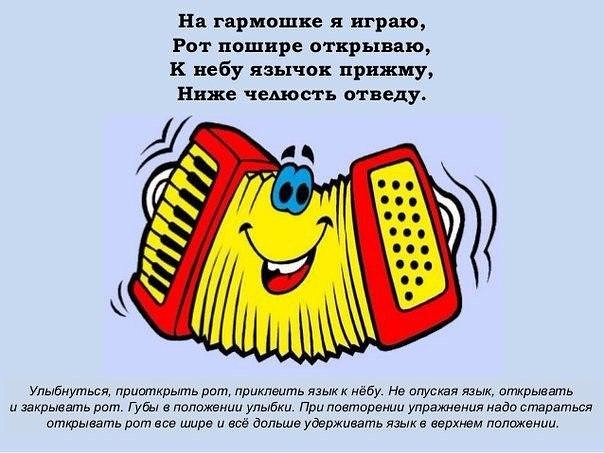 На гармошке я играю,
Рот пошире открываю,
К небу язычок прижму,
Ниже челюсть отведу.
Улыбнуться, приоткрыть рот, приклеить язык к нёбу. Не опуская язык, открывать
и закрывать рот. Губы в положении улыбки. При повторении упражнения надо стараться
открывать рот все шире и всё дольше удерживать язык в верхнем положении.